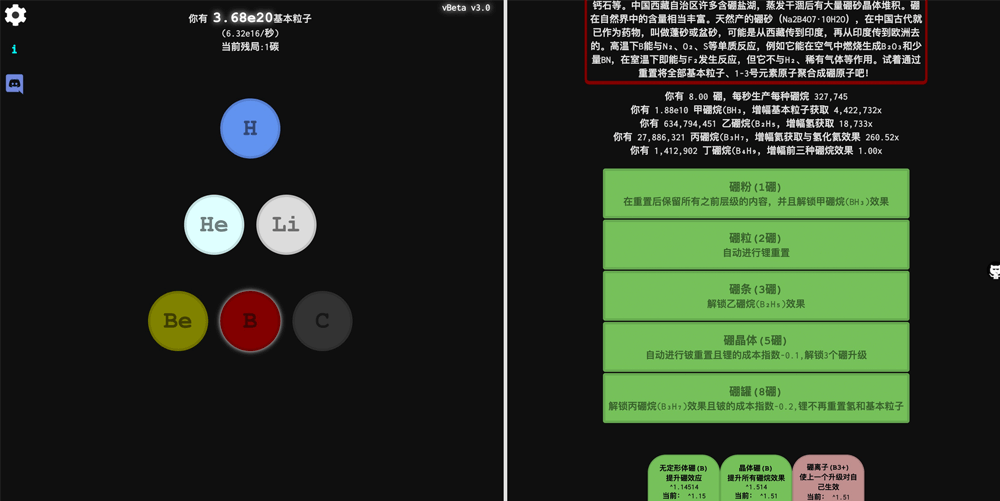 vBeta v3.0
你有 3.68e20基本粒子
(6.32e16/秒)
当前残局:1碳
i
H
He
Li
Be
B
C
钙石等。中国西藏自治区许多含硼盐湖，蒸发干涸后有大量硼砂晶体堆积。硼
在自然界中的含量相当丰富。天然产的硼砂（Na2B4O7·10H2O），在中国古代就
已作为药物，叫做蓬砂或盆砂，可能是从西藏传到印度，再从印度传到欧洲去
的。高温下B能与N₂、O₂、S等单质反应，例如它能在空气中燃烧生成B₂O₃和少
量BN，在室温下即能与F₂发生反应，但它不与H₂、稀有气体等作用。试着通过
重置将全部基本粒子、1-3号元素原子聚合成硼原子吧！
你有 8.00 硼，每秒生产每种硼烷 327,745
你有 1.88e10 甲硼烷(BH₃，增幅基本粒子获取 4,422,732x
你有 634,794,451 乙硼烷(B₂H₅，增幅氢获取 18,733x
你有 27,886,321 丙硼烷(B₃H₇，增幅氦获取与氢化氦效果 260.52x
你有 1,412,902 丁硼烷(B₄H₉，增幅前三种硼烷效果 1.00x
硼粉(1硼)
在重置后保留所有之前层级的内容，并且解锁甲硼烷(BH₃)效果
硼粒(2硼)
自动进行锂重置
硼条(3硼)
解锁乙硼烷(B₂H₅)效果
硼晶体(5硼)
自动进行铍重置且锂的成本指数-0.1,解锁3个硼升级
硼罐(8硼)
解锁丙硼烷(B₃H₇)效果且铍的成本指数-0.2,锂不再重置氢和基本粒子
无定形体硼(B)
提升硼效应
^1.14514
当前: ^1.15
晶体硼(B)
提升所有硼烷效果
^1.514
当前: ^1.51
硼离子(B3+)
使上一个升级对自
己生效
当前: ^1.51